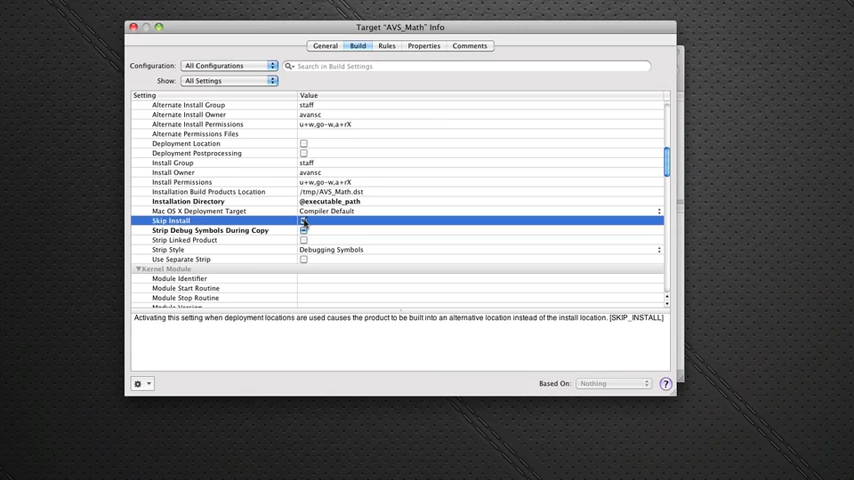 Target “AVS_Math” Info
General Build Rules Properties Comments
Configuration: All Configurations Search in Build Settings
Show: All Settings
Setting Value
Alternate Install Group staff
Alternate Install Owner avansc
Alternate Install Permissions u+w,go-w,a+rX
Alternate Permissions Files
Deployment Location
Deployment Postprocessing
Install Group staff
Install Owner avansc
Install Permissions u+w,go-w,a+rX
Installation Build Products Location /tmp/AVS_Math.dst
Installation Directory @executable_path
Mac OS X Deployment Target Compiler Default
Skip Install
Strip Debug Symbols During Copy
Strip Linked Product
Strip Style Debugging Symbols
Use Separate Strip
Kernel Module
Module Identifier
Module Start Routine
Module Stop Routine
Module Version
Activating this setting when deployment locations are used causes the product to be built into an alternative location instead of the install location. [SKIP_INSTALL]
Based On: Nothing ?